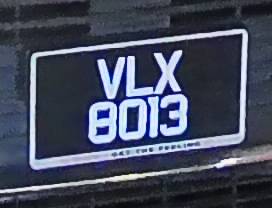 VLX
8013
GET THE FEELING